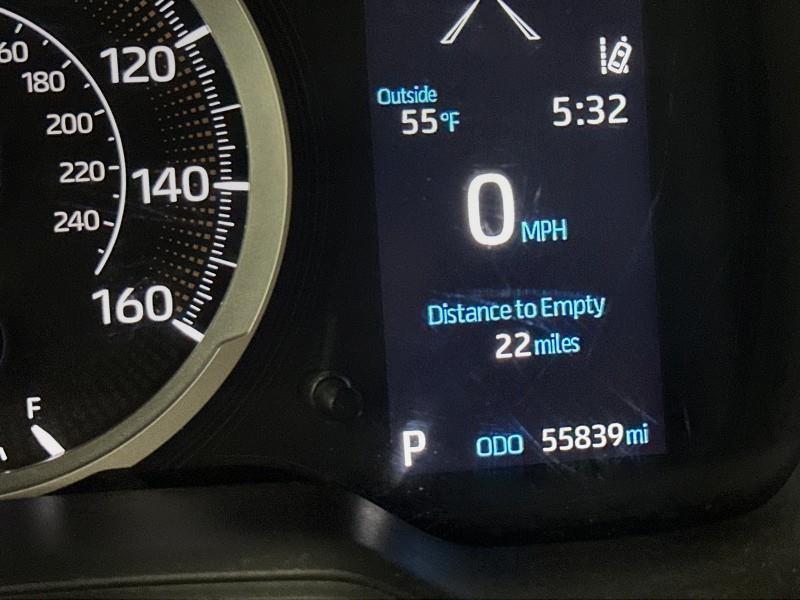 120
140
160
60
180
200
220
240
F
Outside
55°F
5:32
0 MPH
Distance to Empty
22 miles
P ODO 55839 mi